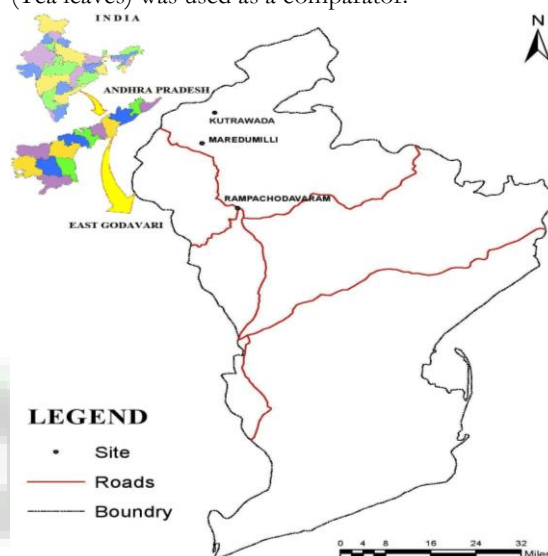 (Tea leaves) was used as a comparator.
INDIA
N
ANDHRA PRADESH
KUTRAWADA
MAREDUMILLI
RAMPACHODAVARAM
EAST GODAVARI
LEGEND
Site
Roads
Boundry
0 4 8 16 24 32
Miles